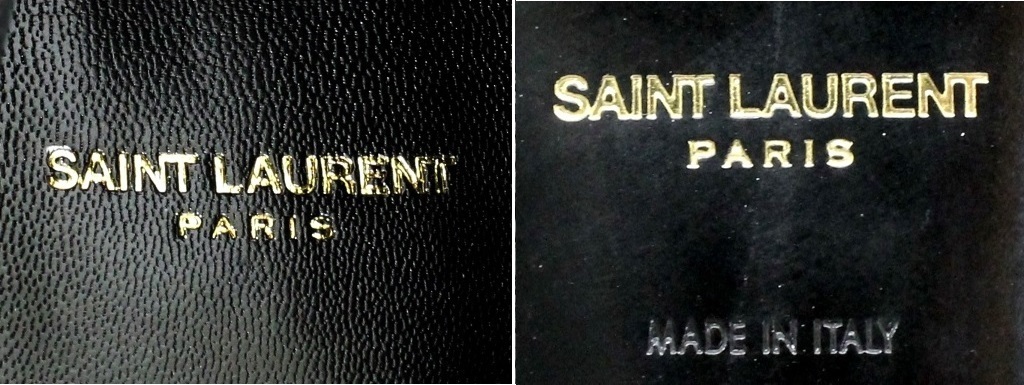 SAINT LAURENT
PARIS
SAINT LAURENT
PARIS
MADE IN ITALY